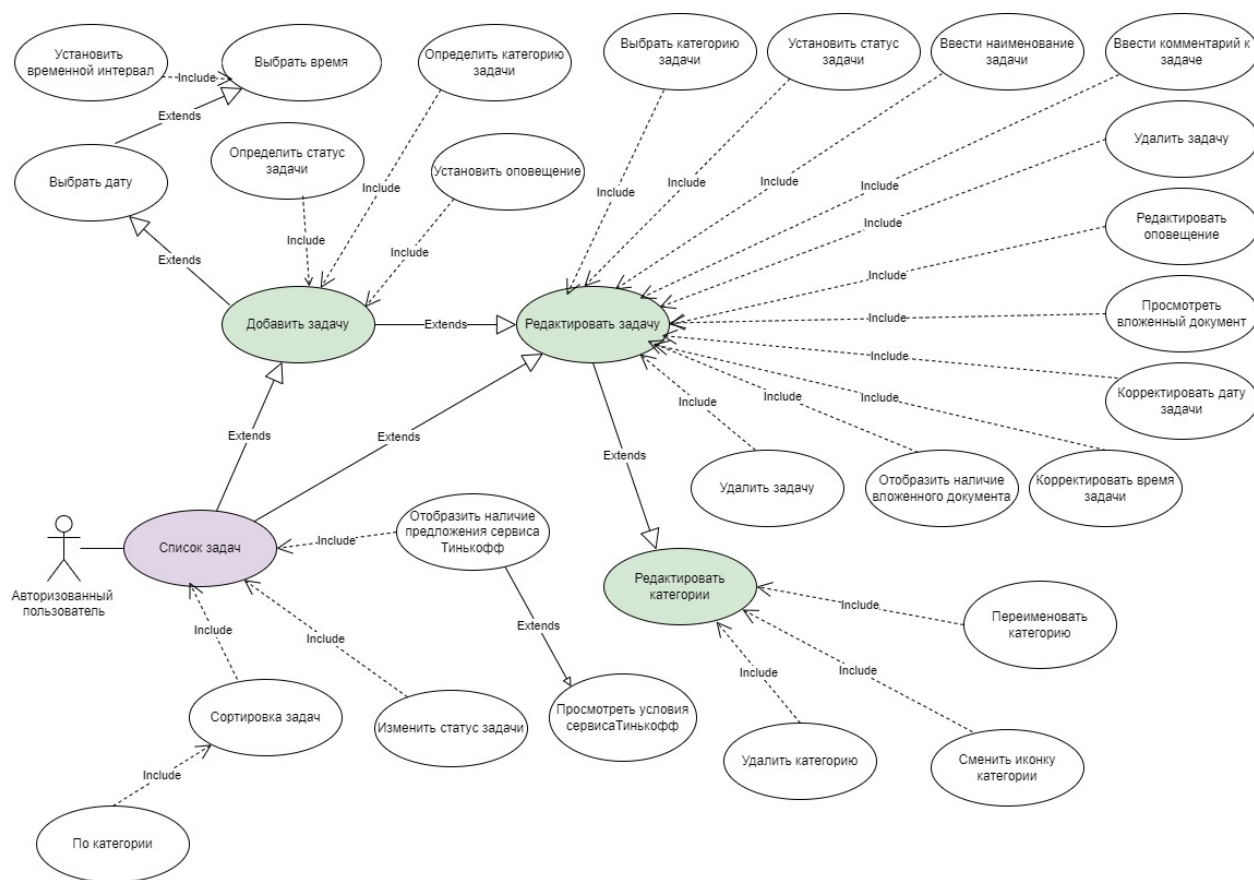 Установить
временной интервал
Include
Выбрать время
Определить категорию
задачи
Выбрать категорию
задачи
Установить статус
задачи
Ввести наименование
задачи
Ввести комментарий к
задаче
Extends
Определить статус
задачи
Удалить задачу
Выбрать дату
Установить оповещение
Include
Include
Include
Include
Include
Include
Include
Редактировать
оповещение
Include
Include
Extends
Include
Просмотреть
вложенный документ
Добавить задачу
Extends
Редактировать задачу
Include
Include
Корректировать дату
задачи
Include
Include
Include
Extends
Extends
Extends
Удалить задачу
Отобразить наличие
вложенного документа
Корректировать время
задачи
Отобразить наличие
предложения сервиса
Тинькофф
Include
Список задач
Авторизованный
пользователь
Редактировать
категории
Include
Переименовать
категорию
Extends
Include
Include
Include
Include
Сортировка задач
Изменить статус задачи
Просмотреть условия
сервисаТинькофф
Удалить категорию
Сменить иконку
категории
Include
По категории